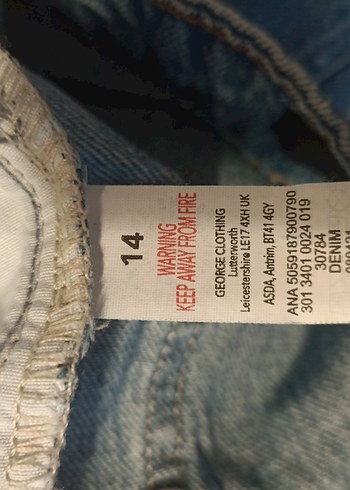 14
WARNING
KEEP AWAY FROM FIRE
GEORGE CLOTHING
Lutterworth
Leicestershire LE17 4XH UK
ASDA, Antrim, BT41 4GY
ANA 5059187900790
301 3401 0024 019
30784
DENIM